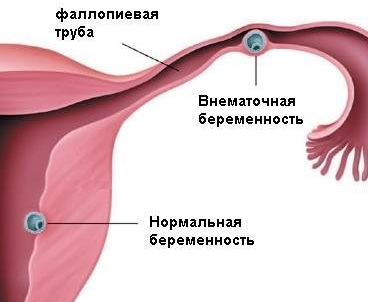 фаллопиевая
труба
Внематочная
беременность
Нормальная
беременность